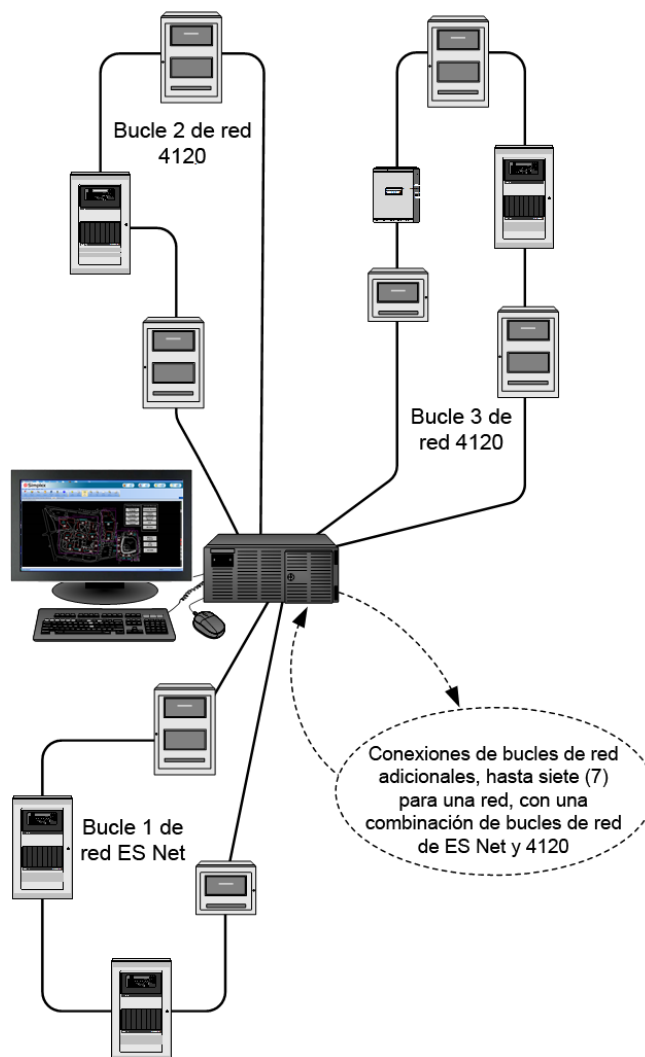 Bucle 2 de red
4120
Bucle 3 de
red 4120
Simplex
Bucle 1 de
red ES Net
Conexiones de bucles de red
adicionales, hasta siete (7)
para una red, con una
combinación de bucles de red
de ES Net y 4120